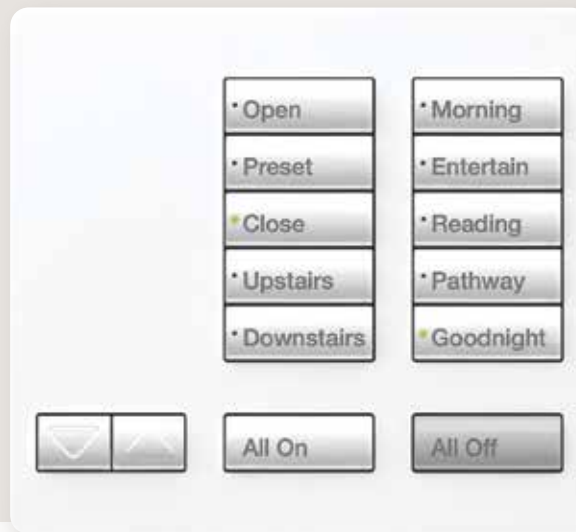 Open
Preset
Close
Upstairs
Downstairs
Morning
Entertain
Reading
Pathway
Goodnight
All On
All Off